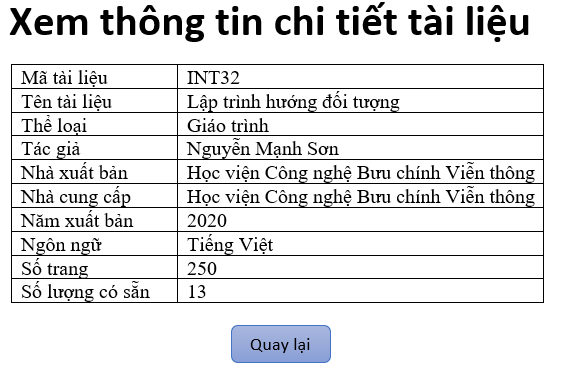 Xem thông tin chi tiết tài liệu
Mã tài liệu INT32
Tên tài liệu Lập trình hướng đối tượng
Thể loại Giáo trình
Tác giả Nguyễn Mạnh Sơn
Nhà xuất bản Học viện Công nghệ Bưu chính Viễn thông
Nhà cung cấp Học viện Công nghệ Bưu chính Viễn thông
Năm xuất bản 2020
Ngôn ngữ Tiếng Việt
Số trang 250
Số lượng có sẵn 13
Quay lại